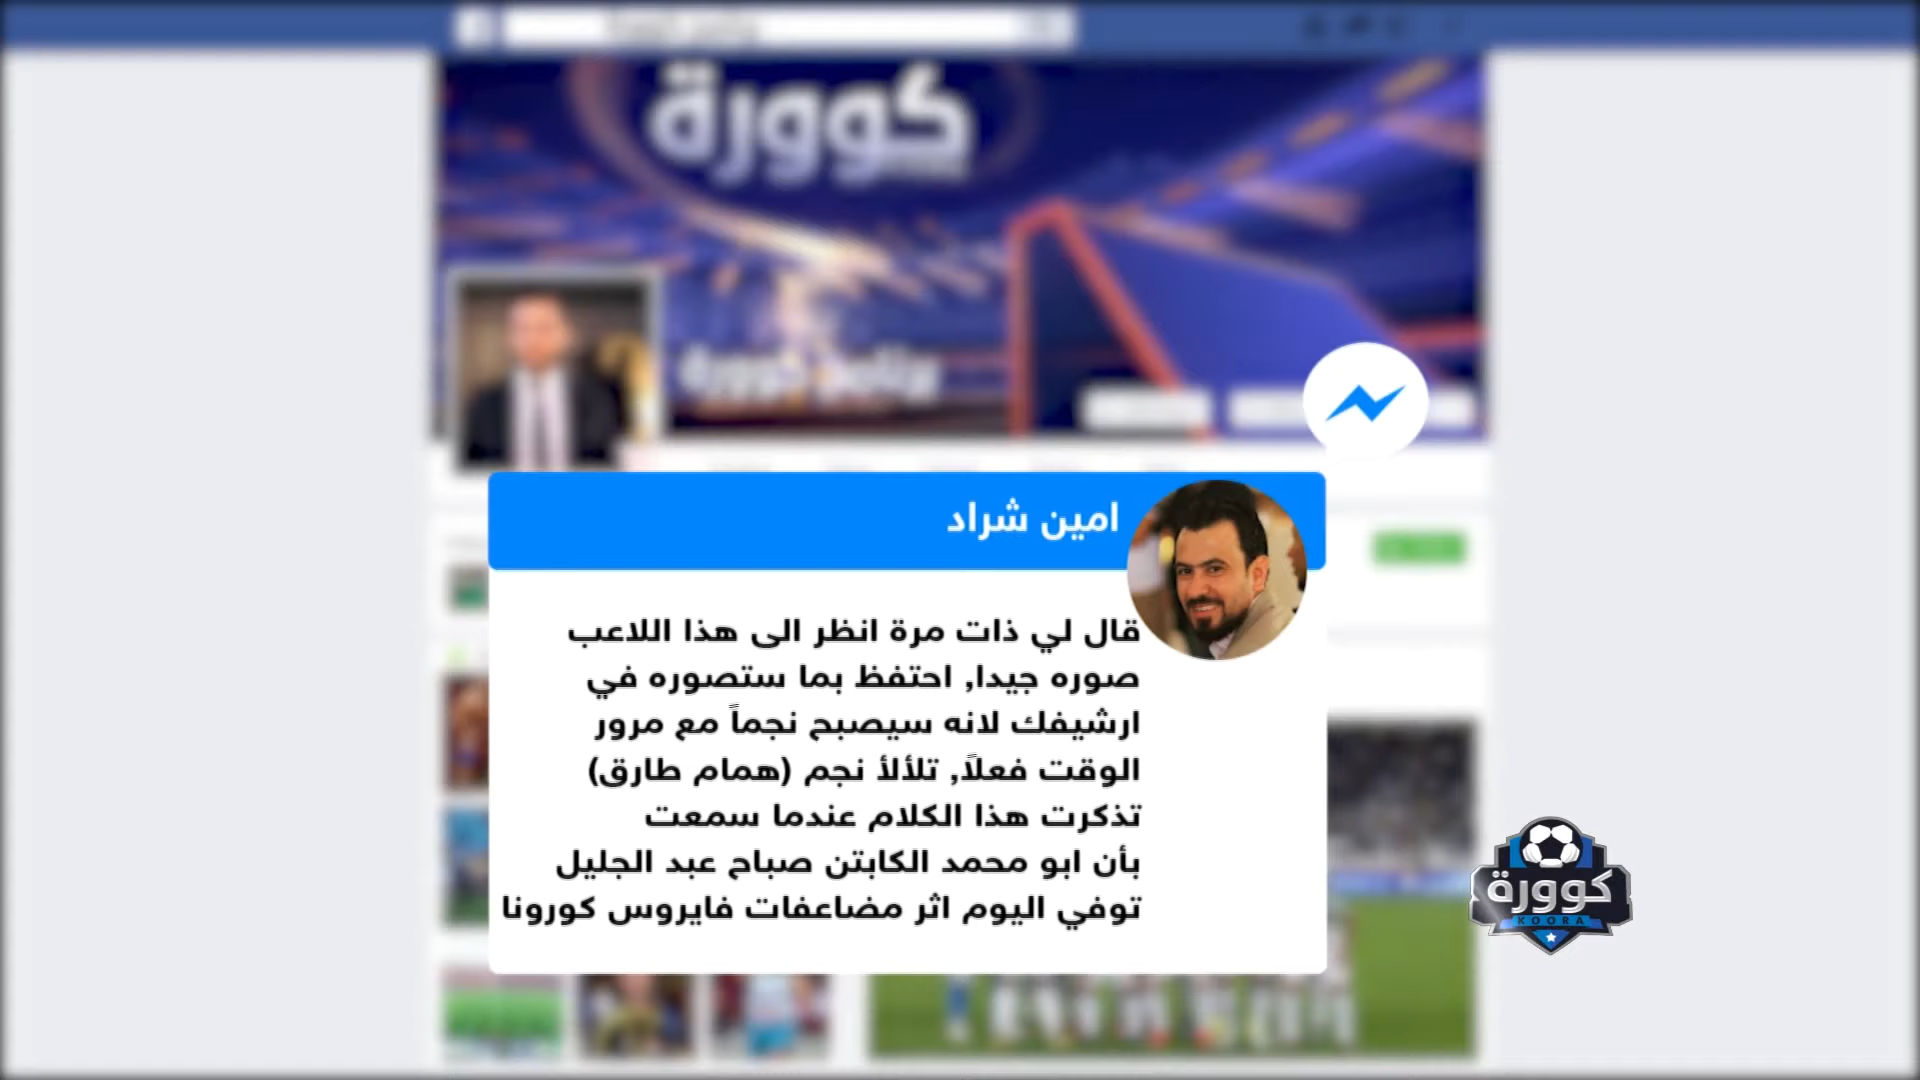 كوورة
برنامج كوورة
امين شراد
قال لي ذات مرة انظر الى هذا اللاعب
صوره جيدا, احتفظ بما ستصوره في
ارشيفك لانه سيصبح نجماً مع مرور
الوقت فعلاً, تلألأ نجم (همام طارق)
تذكرت هذا الكلام عندما سمعت
بأن ابو محمد الكابتن صباح عبد الجليل
توفي اليوم اثر مضاعفات فايروس كورونا
كوورة
KOORA